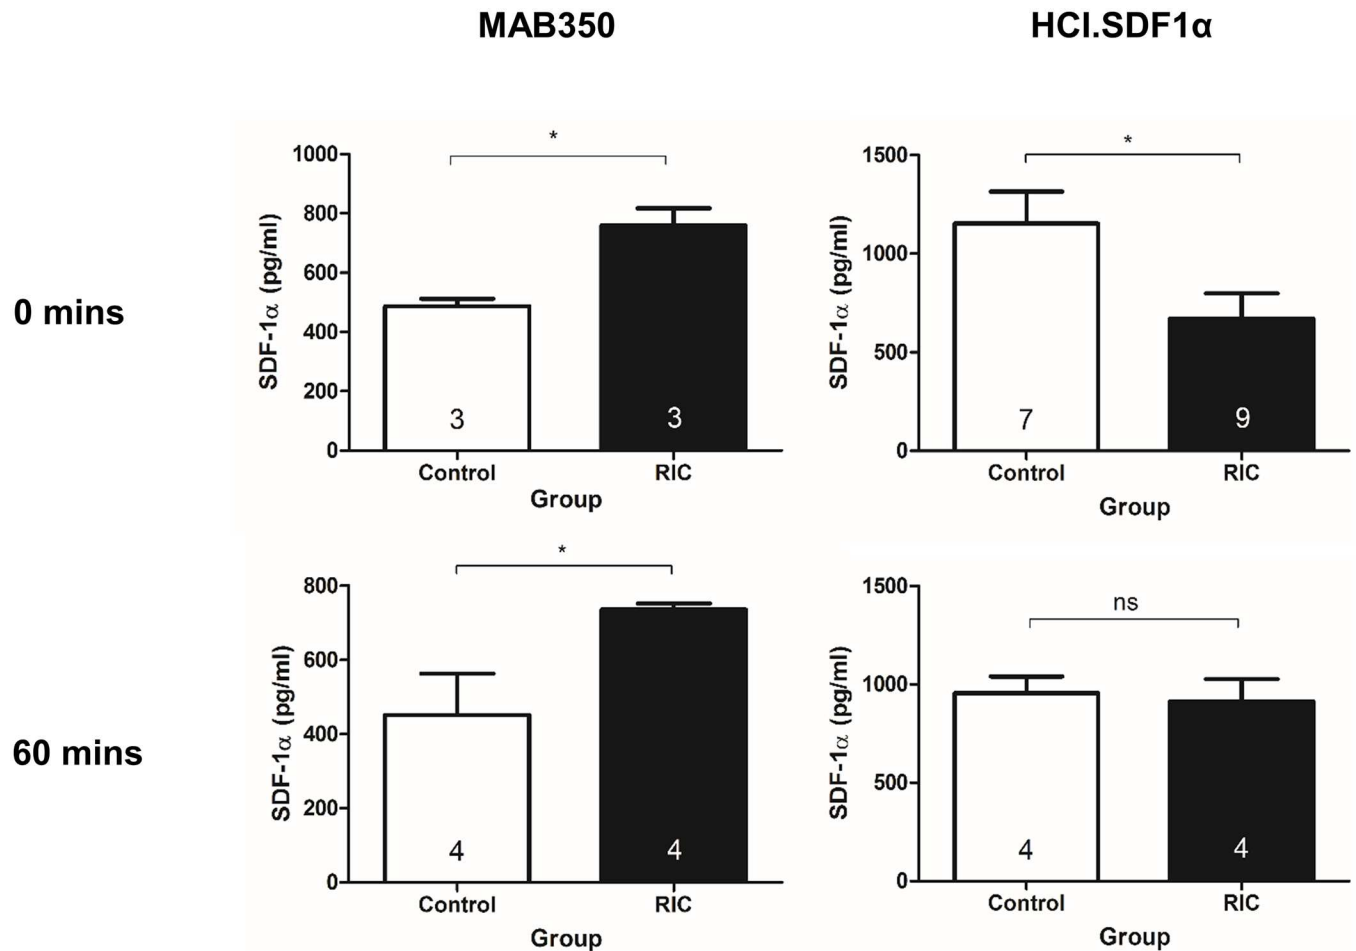 MAB350
HCl.SDF1α
0 mins
*
1000
800
600
400
200
0
SDF-1α (pg/ml)
3
3
Control
RIC
Group
*
1500
1000
500
0
SDF-1α (pg/ml)
7
9
Control
RIC
Group
60 mins
*
800
600
400
200
0
SDF-1α (pg/ml)
4
4
Control
RIC
Group
ns
1500
1000
500
0
SDF-1α (pg/ml)
4
4
Control
RIC
Group